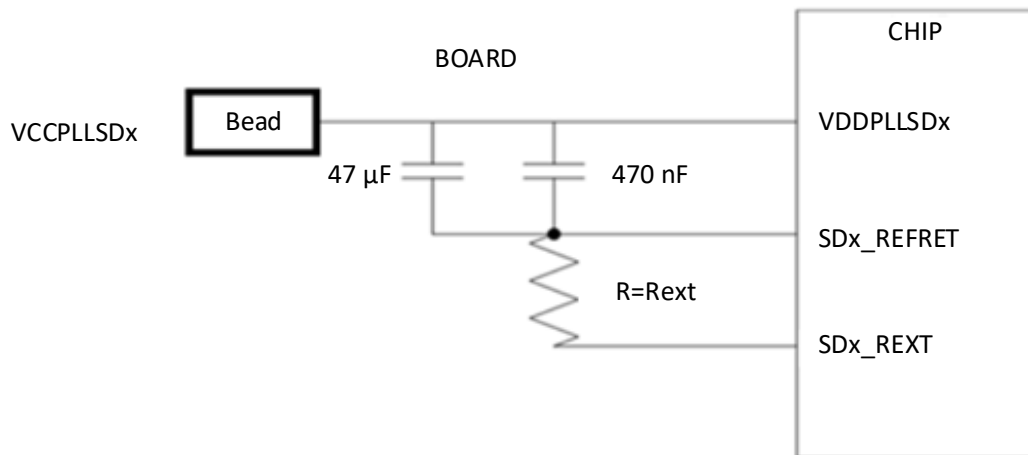 CHIP
BOARD
VCCPLLSDx
Bead
VDDPLLSDx
47 µF
470 nF
SDx_REFRET
R=Rext
SDx_REXT